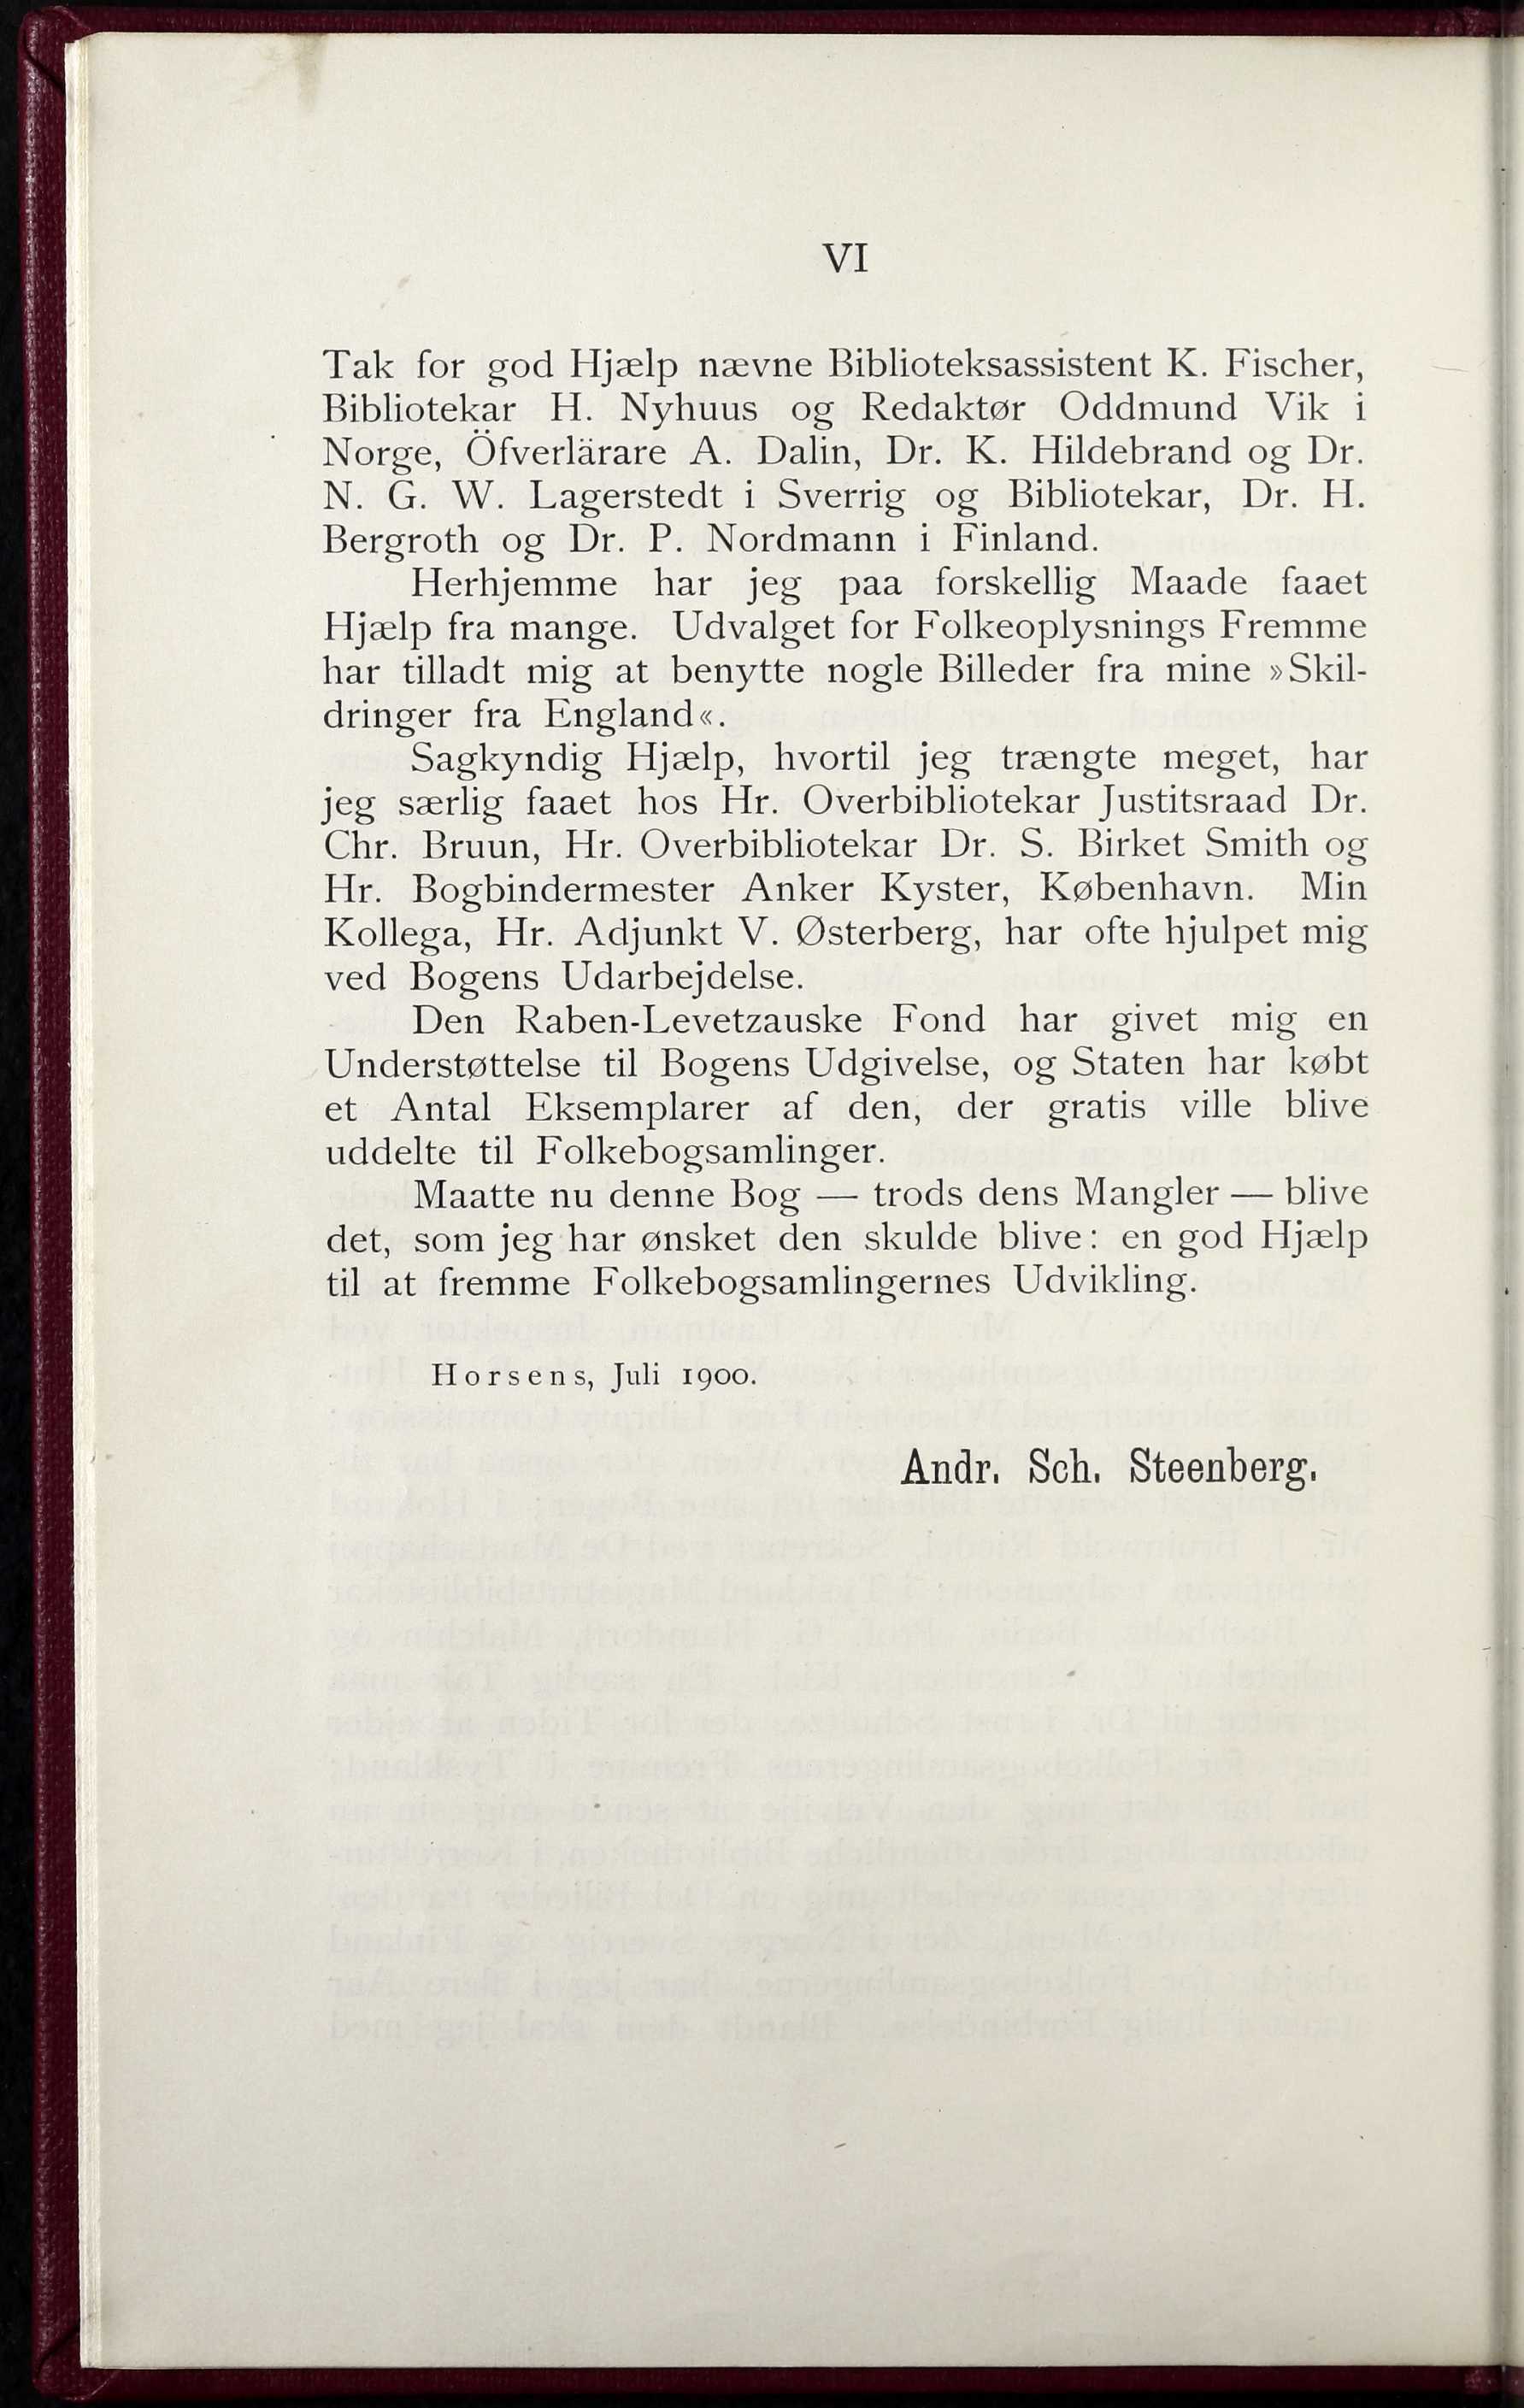 VI
Tak for god Hjælp nævne Biblioteksassistent K. Fischer,
Bibliotekar H. Nyhuus og Redaktør Oddmund Vik i
Norge, Öfverlärare A. Dalin, Dr. K. Hildebrand og Dr.
N. G. W. Lagerstedt i Sverrig og Bibliotekar, Dr. H.
Bergroth og Dr. P. Nordmann i Finland.
Herhjemme har jeg paa forskellig Maade faaet
Hjælp fra mange. Udvalget for Folkeoplysnings Fremme
har tilladt mig at benytte nogle Billeder fra mine »Skil-
dringer fra England«.
Sagkyndig Hjælp, hvortil jeg trængte meget, har
jeg særlig faaet hos Hr. Overbibliotekar Justitsraad Dr.
Chr. Bruun, Hr. Overbibliotekar Dr. S. Birket Smith og
Hr. Bogbindermester Anker Kyster, København. Min
Kollega, Hr. Adjunkt V. Østerberg, har ofte hjulpet mig
ved Bogens Udarbejdelse.
Den Raben-Levetzauske Fond har givet mig en
Understøttelse til Bogens Udgivelse, og Staten har købt
et Antal Eksemplarer af den, der gratis ville blive
uddelte til Folkebogsamlinger.
Maatte nu denne Bog — trods dens Mangler — blive
det, som jeg har ønsket den skulde blive: en god Hjælp
til at fremme Folkebogsamlingernes Udvikling.
Horsens, Juli 1900.
Andr. Sch. Steenberg.